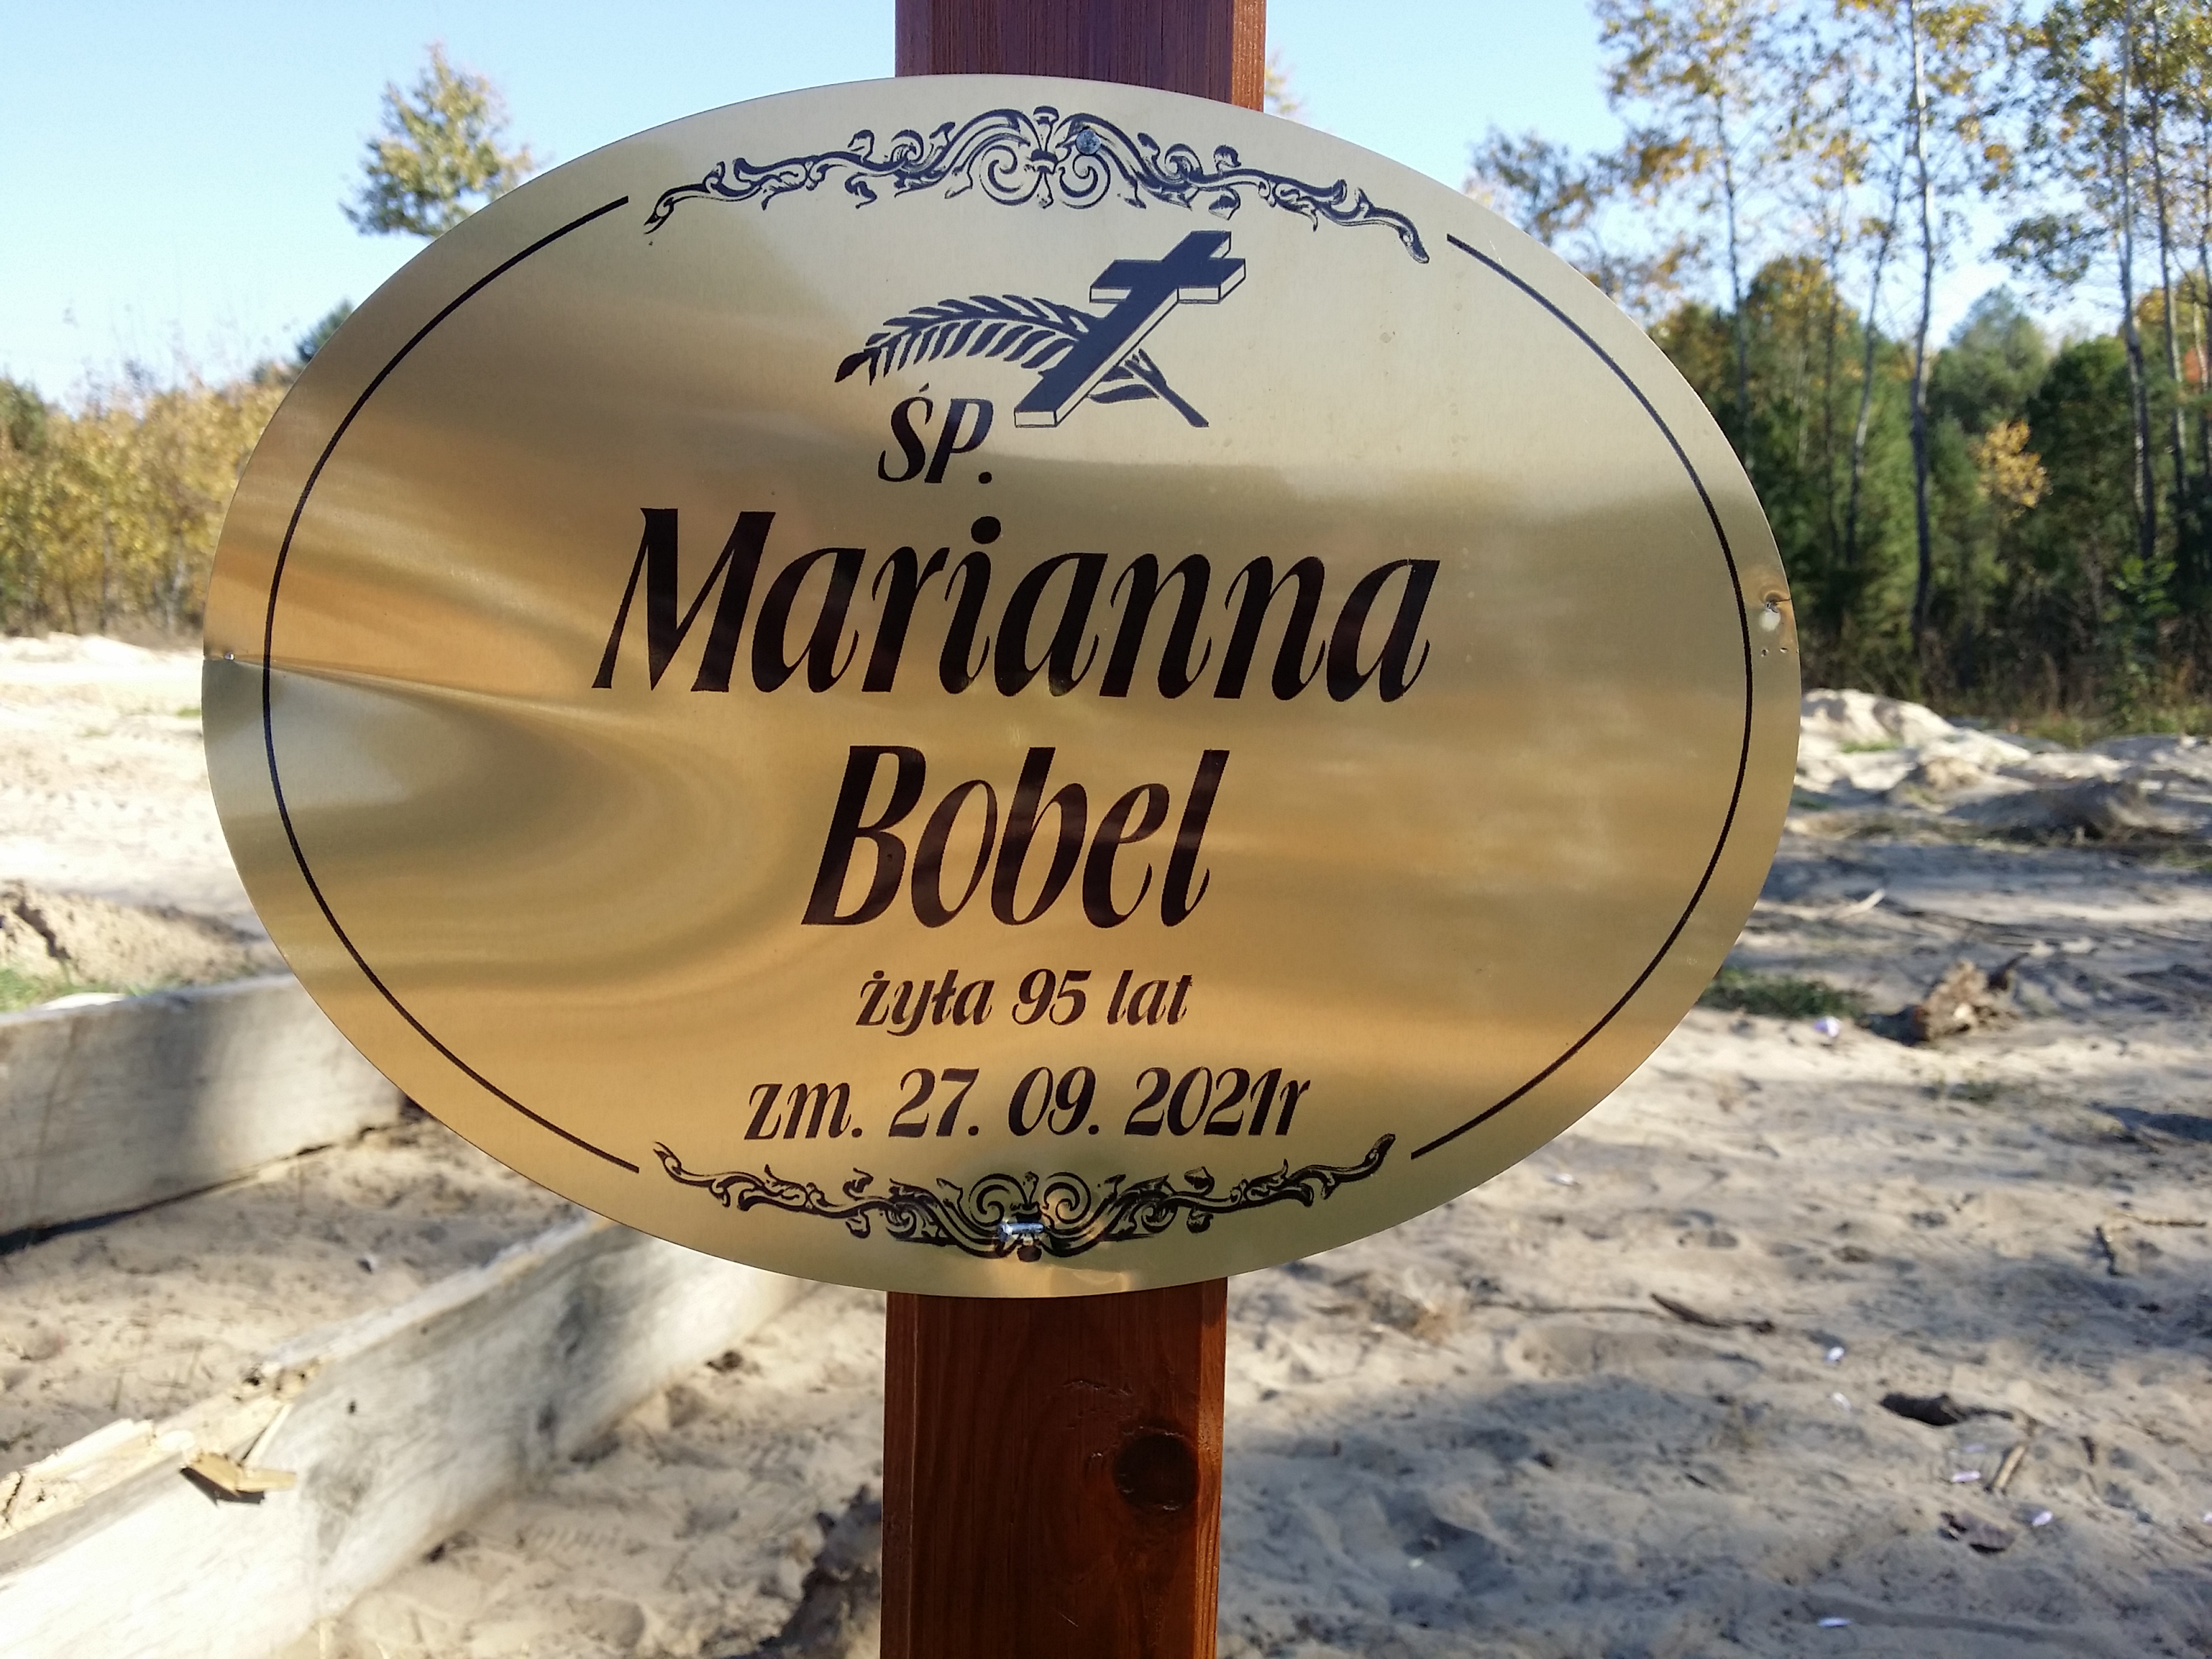 ŚP.
Marianna
Bobel
żyła 95 lat
zm. 27. 09. 2021r